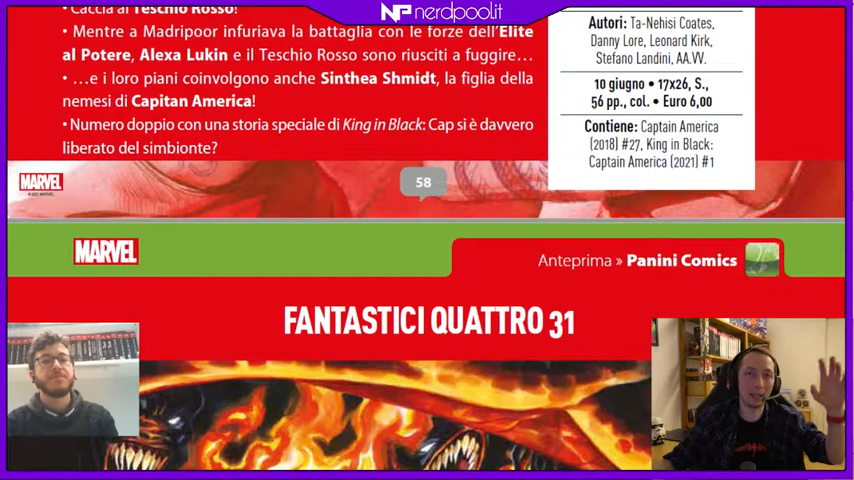 nerdpool.it
• Caccia al Teschio Rosso!
• Mentre a Madripoor infuriava la battaglia con le forze dell'Elite
al Potere, Alexa Lukin e il Teschio Rosso sono riusciti a fuggire…
• …e i loro piani coinvolgono anche Sinthea Shmidt, la figlia della
nemesi di Capitan America!
• Numero doppio con una storia speciale di King in Black: Cap si è davvero
liberato del simbionte?
Autori: Ta-Nehisi Coates,
Danny Lore, Leonard Kirk,
Stefano Landini, AA.W.
10 giugno • 17x26, S.,
56 pp., col. • Euro 6,00
Contiene: Captain America
(2018) #27, King in Black:
Captain America (2021) #1
MARVEL
58
MARVEL
Anteprima » Panini Comics
FANTASTICI QUATTRO 31